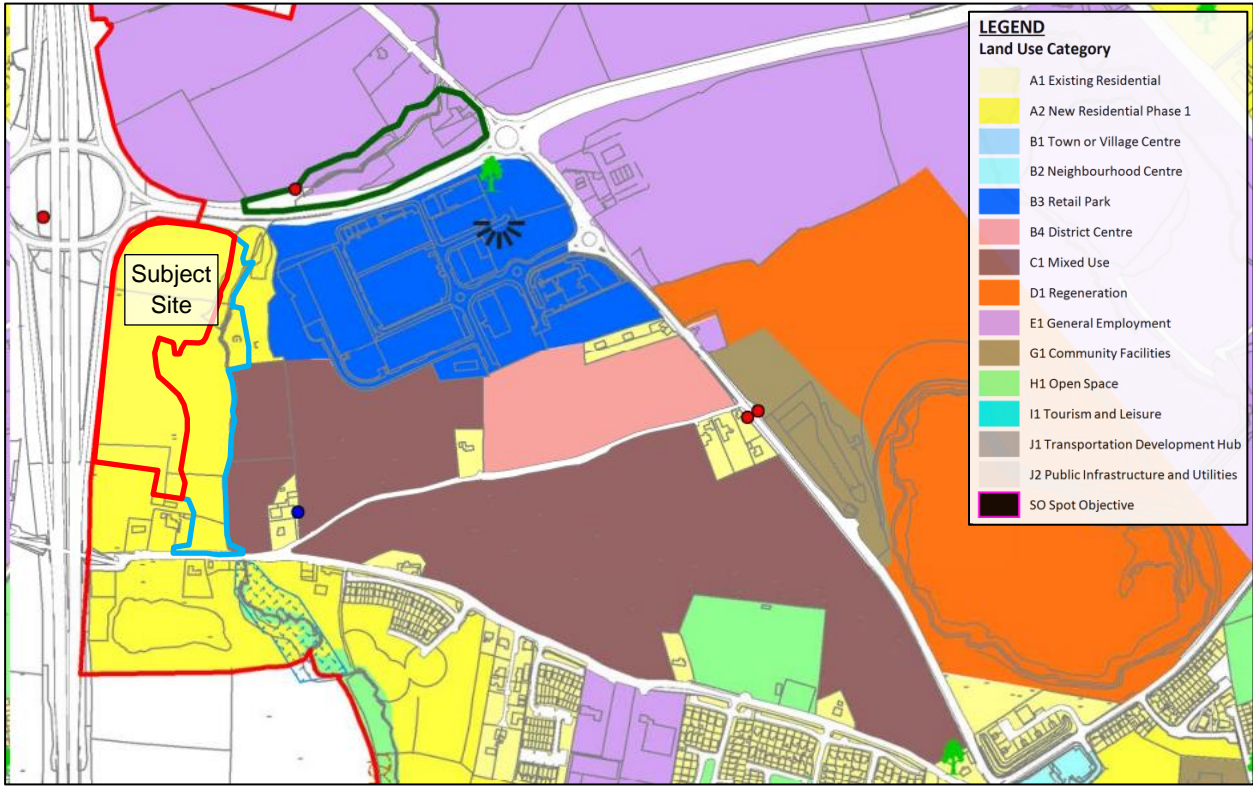 LEGEND
Land Use Category
A1 Existing Residential
A2 New Residential Phase 1
B1 Town or Village Centre
B2 Neighbourhood Centre
B3 Retail Park
B4 District Centre
C1 Mixed Use
D1 Regeneration
E1 General Employment
G1 Community Facilities
H1 Open Space
I1 Tourism and Leisure
J1 Transportation Development Hub
J2 Public Infrastructure and Utilities
SO Spot Objective
Subject
Site